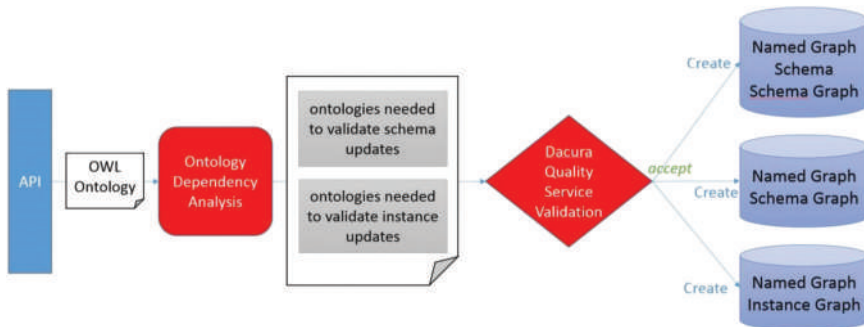 API
OWL
Ontology
Ontology
Dependency
Analysis
ontologies needed
to validate schema
updates
ontologies needed
to validate instance
updates
Dacura
Quality
Service
Validation
accept
Create
Named Graph
Schema
Schema Graph
Create
Named Graph
Schema Graph
Create
Named Graph
Instance Graph